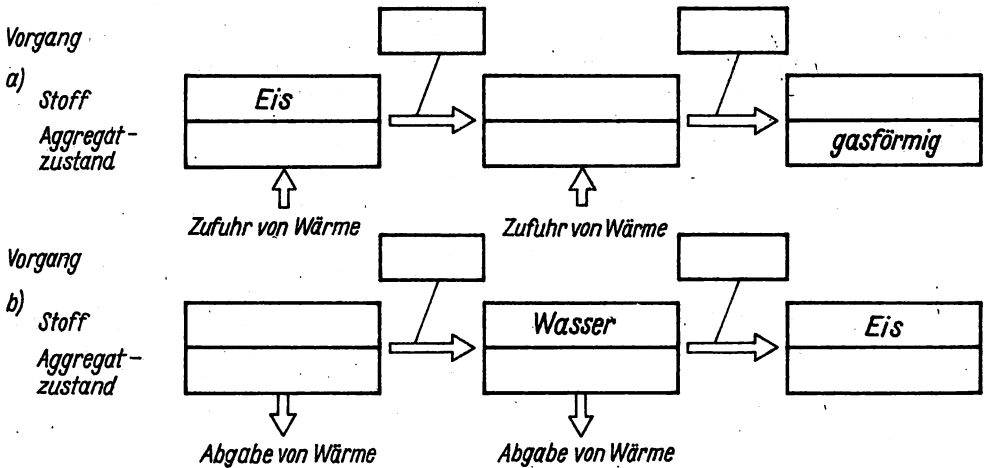 Vorgang
a)
Stoff
Eis
Aggregat-
zustand
gasförmig
Zufuhr von Wärme
Zufuhr von Wärme
Vorgang
b)
Stoff
Wasser
Eis
Aggregat-
zustand
Abgabe von Wärme
Abgabe von Wärme